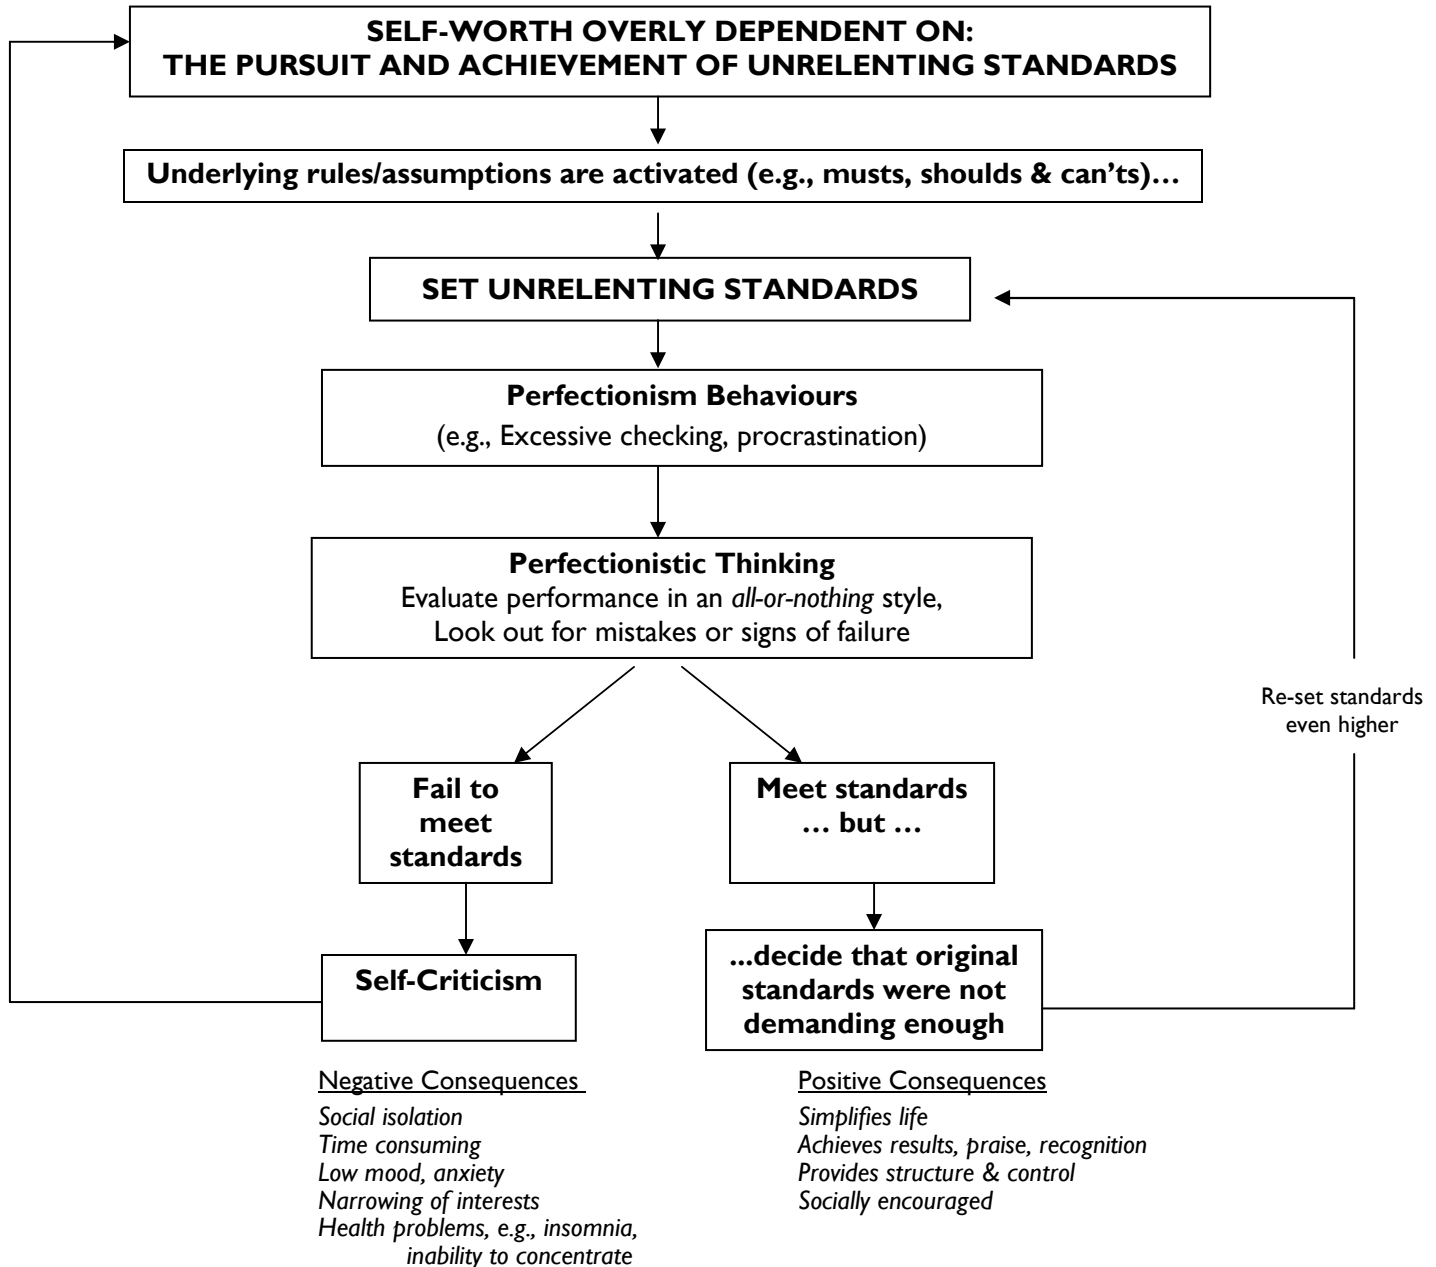 SELF-WORTH OVERLY DEPENDENT ON:
THE PURSUIT AND ACHIEVEMENT OF UNRELENTING STANDARDS
Underlying rules/assumptions are activated (e.g., musts, shoulds & can’ts)…
SET UNRELENTING STANDARDS
Perfectionism Behaviours
(e.g., Excessive checking, procrastination)
Perfectionistic Thinking
Evaluate performance in an all-or-nothing style,
Look out for mistakes or signs of failure
Re-set standards
even higher
Fail to
meet
standards
Meet standards
… but …
Self-Criticism
...decide that original
standards were not
demanding enough
Negative Consequences
Social isolation
Time consuming
Low mood, anxiety
Narrowing of interests
Health problems, e.g., insomnia,
inability to concentrate
Positive Consequences
Simplifies life
Achieves results, praise, recognition
Provides structure & control
Socially encouraged